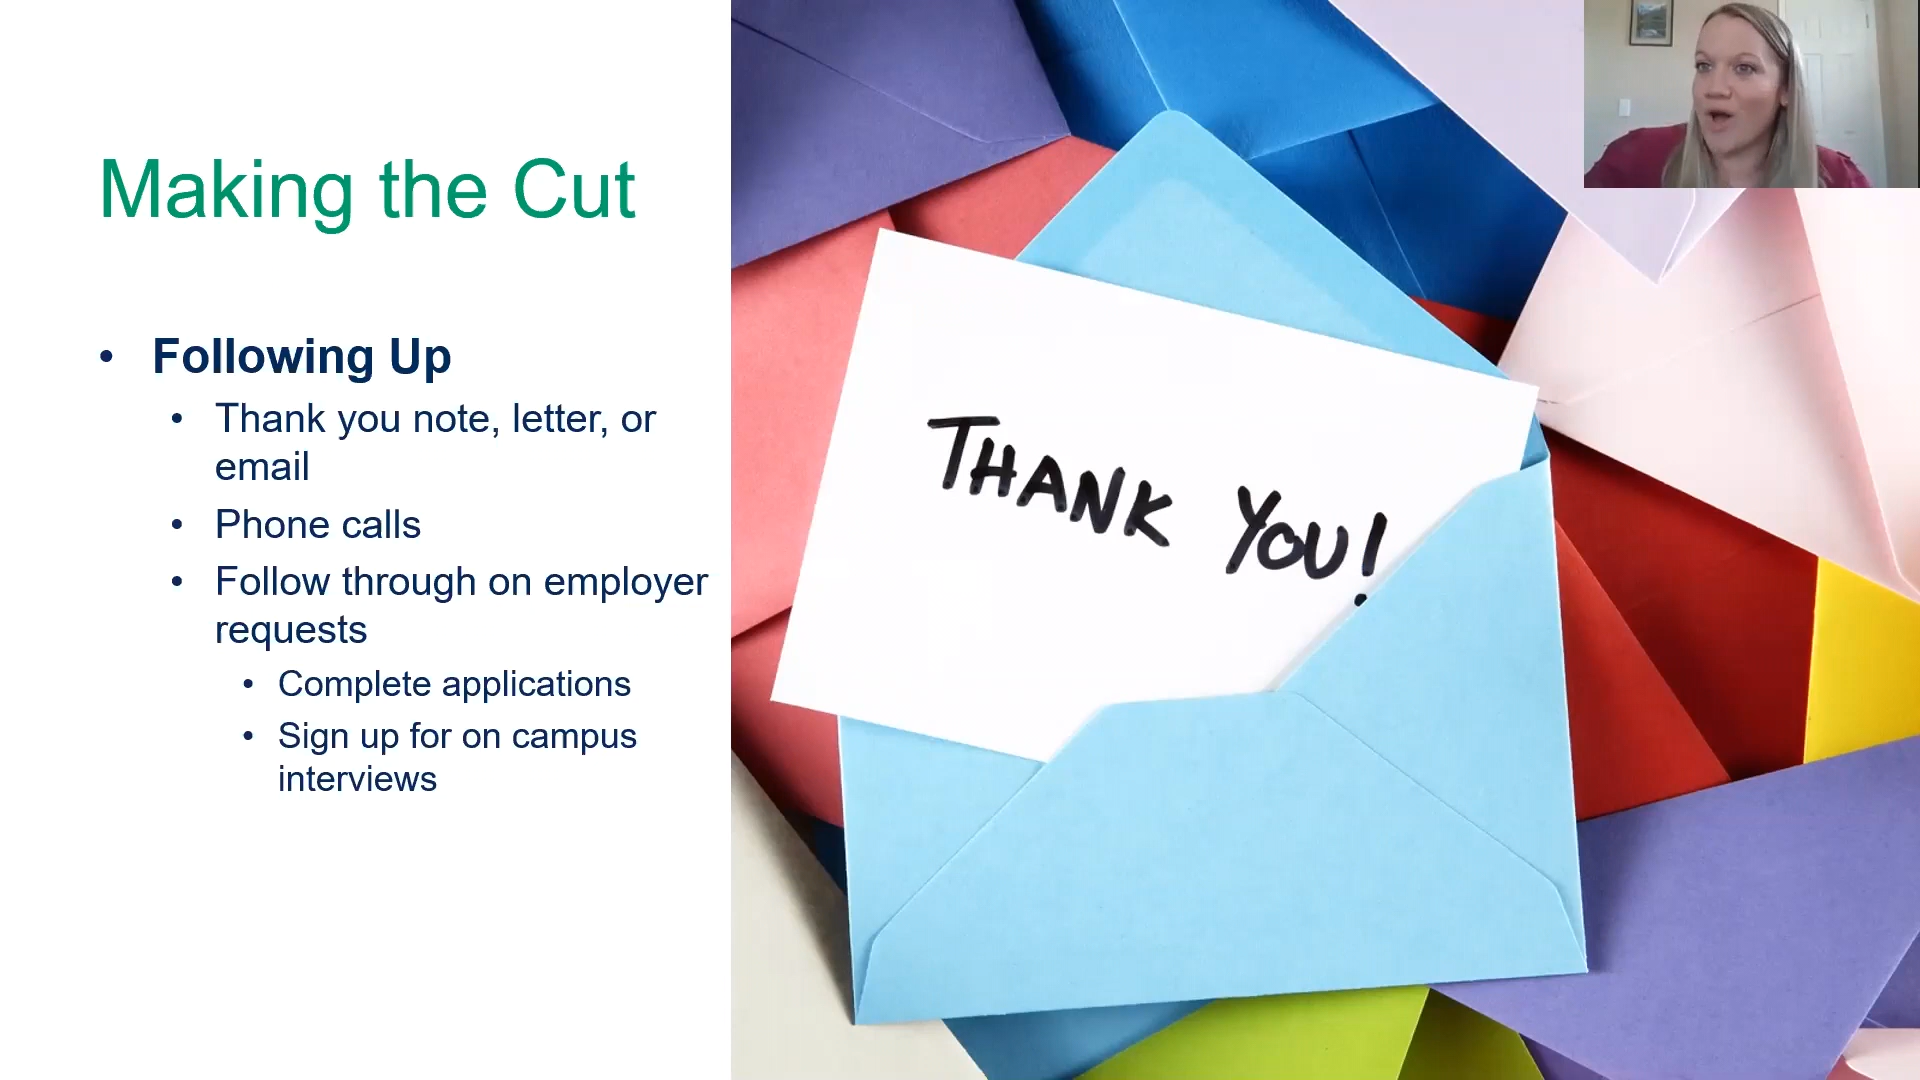 Making the Cut
• Following Up
• Thank you note, letter, or
email
• Phone calls
• Follow through on employer
requests
• Complete applications
• Sign up for on campus
interviews
THANK YOU!